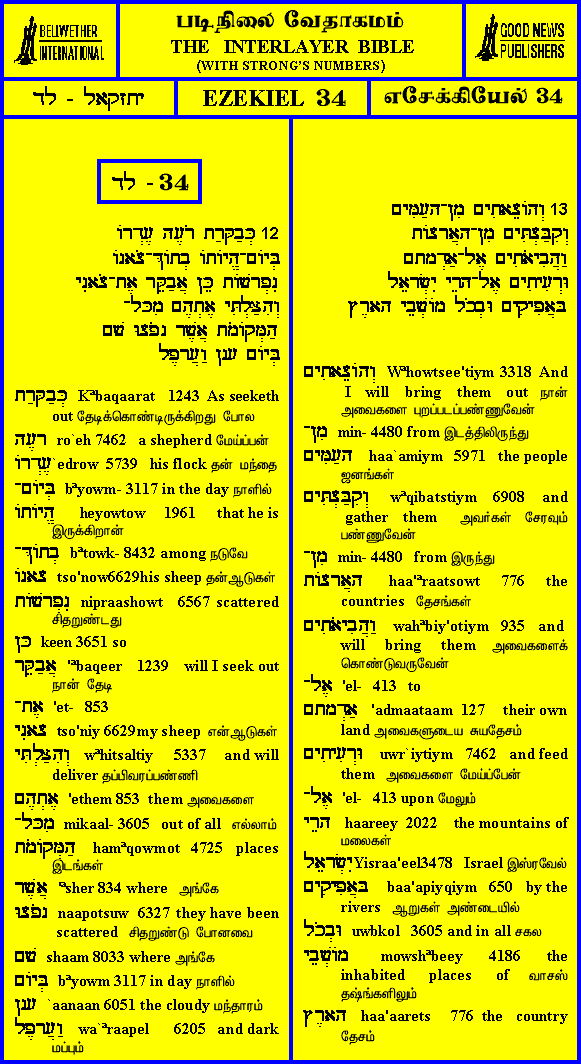 BELLWETHER
INTERNATIONAL
படிநிலை வேதாகமம்
THE INTERLAYER BIBLE
(WITH STRONG'S NUMBERS)
GOOD NEWS
PUBLISHERS
יחזקאל - לד
EZEKIEL 34
எசேக்கியேல் 34
34 - לד
12 כְּבַקָּרַת רֹעֶה עֶדְרוֹ
בְּיוֹם־הֱיוֹתוֹ בְתוֹךְ־צֹאנוֹ
נִפְרָשׁוֹת כֵּן אֲבַקֵּר אֶת־צֹאנִי
וְהִצַּלְתִּי אֶתְהֶם מִכָּל־
הַמְּקוֹמֹת אֲשֶׁר נָפֹצוּ שָׁם
בְּיוֹם עָנָן וַעֲרָפֶל
כְּבַקָּרַת Kᵊbaqaarat 1243 As seeketh
out தேடிக்கொண்டிருக்கிறது போல
רֹעֶה ro`eh 7462 a shepherd மேய்ப்பன்
עֶדְרוֹ `edrow 5739 his flock தன் மந்தை
בְּיוֹם־ bᵊyowm- 3117 in the day நாளில்
הֱיוֹתוֹ heyowtow 1961 that he is
இருக்கிறான்
בְתוֹךְ־ bᵊtowk- 8432 among நடுவே
צֹאנוֹ tso'now6629his sheep தன்ஆடுகள்
נִפְרָשׁוֹת nipraashowt 6567 scattered
சிதறுண்டது
כֵּן keen 3651 so
אֲבַקֵּר 'ᵃbaqeer 1239 will I seek out
நான் தேடி
אֶת־ 'et- 853
צֹאנִי tso'niy 6629my sheep என்ஆடுகள்
וְהִצַּלְתִּי wᵊhitsaltiy 5337 and will
deliver தப்பிவரப்பண்ணி
אֶתְהֶם 'ethem 853 them அவைகளை
מִכָּל־ mikaal- 3605 out of all எல்லாம்
הַמְּקוֹמֹת hamᵊqowmot 4725 places
இடங்கள்
אֲשֶׁר 'ᵃsher 834 where அங்கே
נָפֹצוּ naapotsuw 6327 they have been
scattered சிதறுண்டு போனவை
שָׁם shaam 8033 where அங்கே
בְּיוֹם bᵊyowm 3117 in day நாளில்
עָנָן `aanaan 6051 the cloudy மந்தாரம்
וַעֲרָפֶל wa`ᵃraapel 6205 and dark
மப்பும்
13 וְהוֹצֵאתִים מִן־הָעַמִּים
וְקִבַּצְתִּים מִן־הָאֲרָצוֹת
וַהֲבִיאֹתִים אֶל־אַדְמָתָם
וּרְעִיתִים אֶל־הָרֵי יִשְׂרָאֵל
בָּאֲפִיקִים וּבְכֹל מוֹשְׁבֵי הָאָרֶץ
וְהוֹצֵאתִים Wᵊhowtsee'tiym 3318 And
I will bring them out நான்
அவைகளை புறப்படப்பண்ணுவேன்
מִן־ min- 4480 from இடத்திலிருந்து
הָעַמִּים haa`amiym 5971 the people
ஜனங்கள்
וְקִבַּצְתִּים wᵊqibatstiym 6908 and
gather them அவர்கள் சேரவும்
பண்ணுவேன்
מִן־ min- 4480 from இருந்து
הָאֲרָצוֹת haa'ᵃraatsowt 776 the
countries தேசங்கள்
וַהֲבִיאֹתִים wahᵃbiy'otiym 935 and
will bring them அவைகளைக்
கொண்டுவருவேன்
אֶל־ 'el- 413 to
אַדְמָתָם 'admaataam 127 their own
land அவைகளுடைய சுயதேசம்
וּרְעִיתִים uwr`iytiym 7462 and feed
them அவைகளை மேய்ப்பேன்
אֶל־ 'el- 413 upon மேலும்
הָרֵי haareey 2022 the mountains of
மலைகள்
יִשְׂרָאֵל Yisraa'eel3478 Israel இஸ்ரவேல்
בָּאֲפִיקִים baa'apiyqiym 650 by the
rivers ஆறுகள் அண்டையில்
וּבְכֹל uwbkol 3605 and in all சகல
מוֹשְׁבֵי mowshᵊbeey 4186 the
inhabited places of வாசஸ்
தஷ்ங்களிலும்
הָאָרֶץ haa'aarets 776 the country
தேசம்